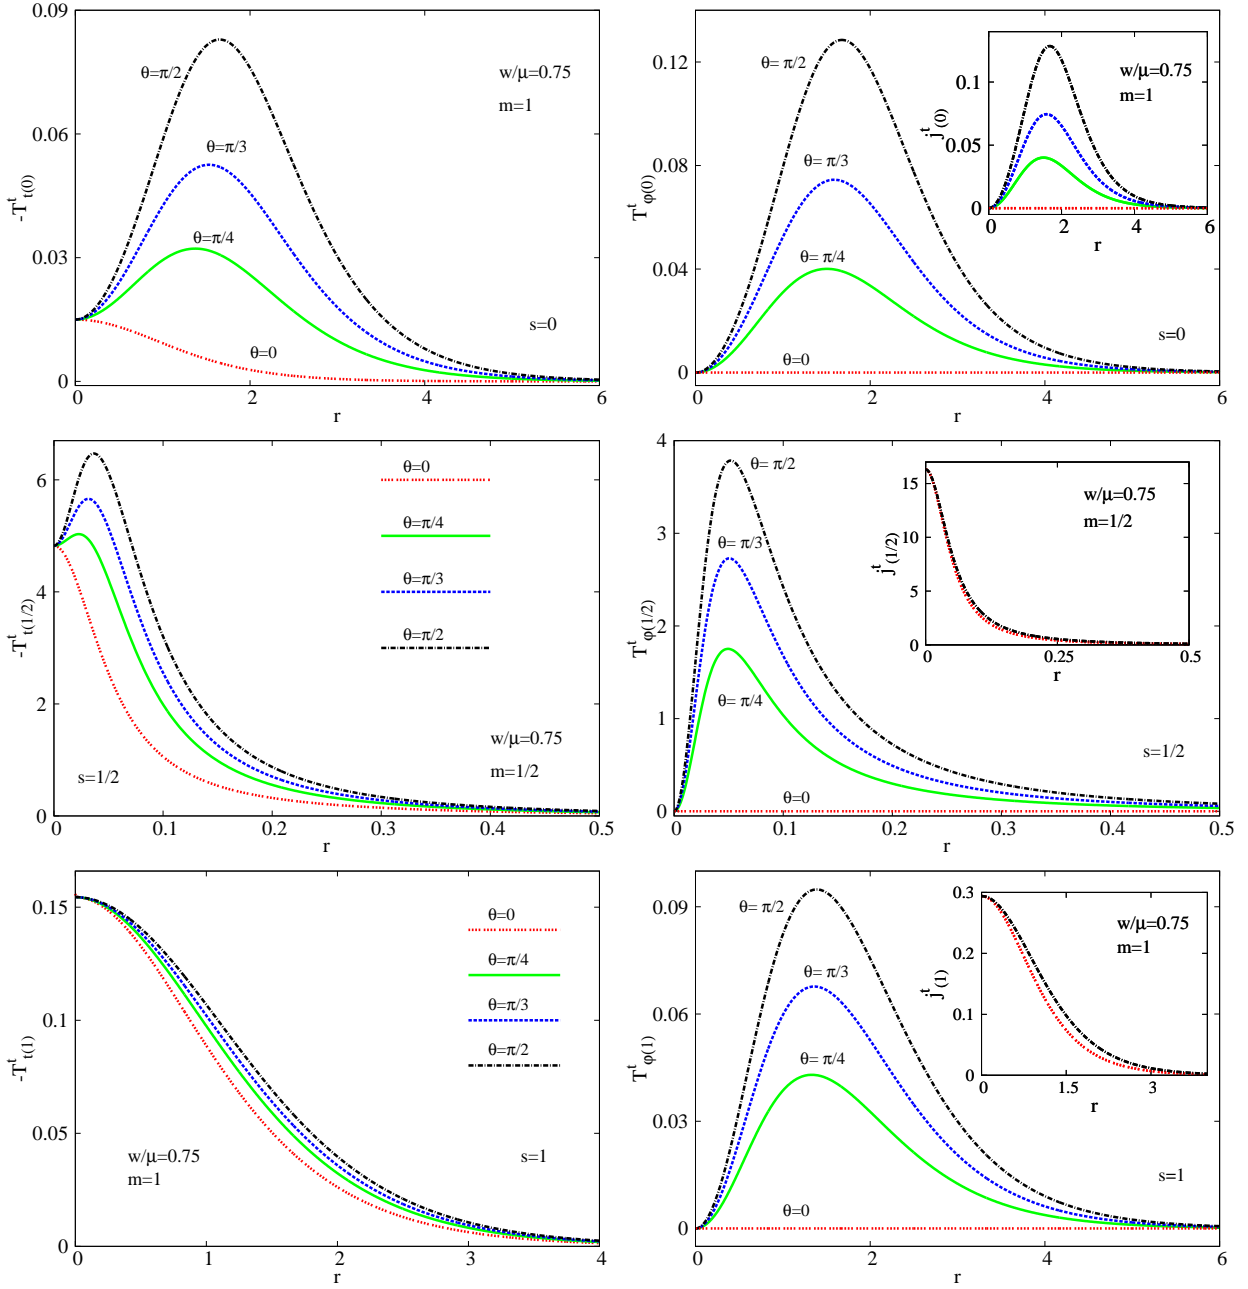 0.09
0.06
0.03
0
0
2
4
6
r
-T^t_t(0)
θ=π/2
θ=π/3
θ=π/4
θ=0
w/μ=0.75
m=1
s=0
0.12
0.08
0.04
0
0
2
4
6
r
T^t_φ(0)
θ= π/2
θ= π/3
θ= π/4
θ=0
s=0
0.1
0.05
0
0
2
4
6
r
j^t_(0)
w/μ=0.75
m=1
6
4
2
0
0
0.1
0.2
0.3
0.4
0.5
r
-T^t_t(1/2)
θ=0
θ=π/4
θ=π/3
θ=π/2
w/μ=0.75
m=1/2
s=1/2
4
3
2
1
0
0
0.1
0.2
0.3
0.4
0.5
r
T^t_φ(1/2)
θ= π/2
θ= π/3
θ= π/4
θ=0
s=1/2
15
10
5
0
0
0.25
0.5
r
j^t_(1/2)
w/μ=0.75
m=1/2
0.15
0.1
0.05
0
0
1
2
3
4
r
-T^t_t(1)
θ=0
θ=π/4
θ=π/3
θ=π/2
w/μ=0.75
m=1
s=1
0.09
0.06
0.03
0
0
2
4
6
r
T^t_φ(1)
θ= π/2
θ= π/3
θ= π/4
θ=0
s=1
0.3
0.2
0.1
0
0
1.5
3
r
j^t_(1)
w/μ=0.75
m=1